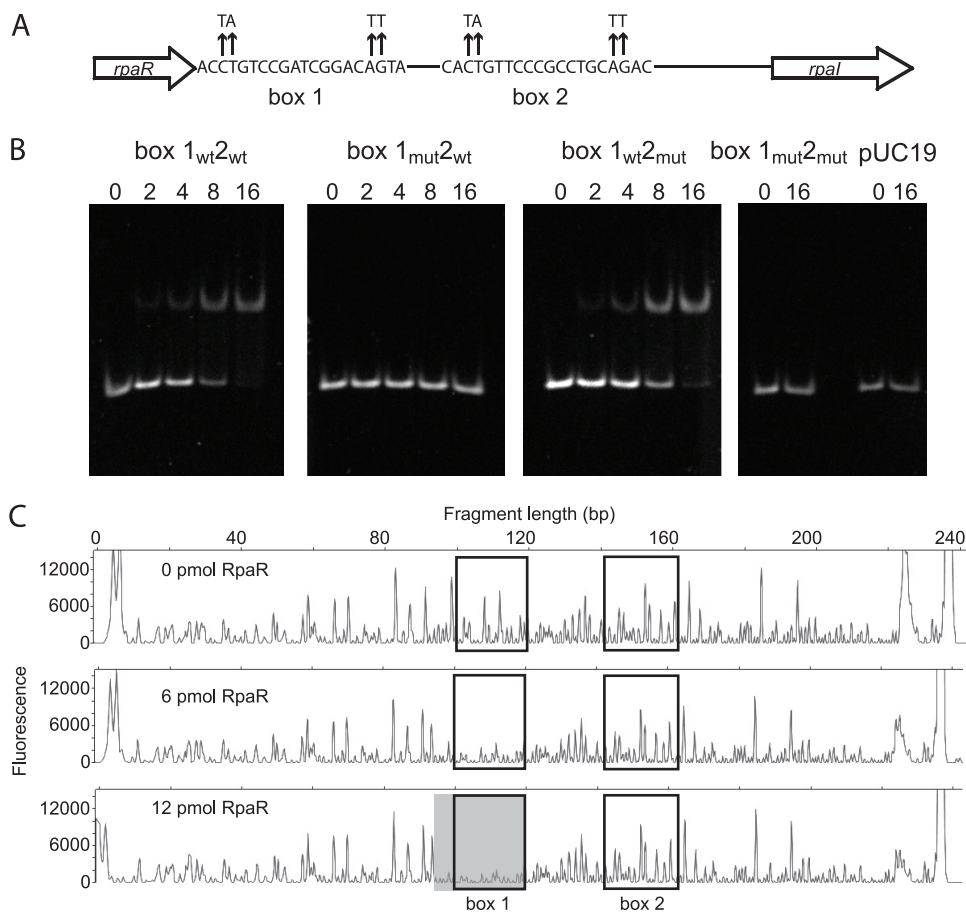 A
TA TT TA TT
rpaR ACCTGTCCGATCGGACAGTA CACTGTTCCCGCCTGCAGAC rpaI
box 1 box 2
B
box 1wt2wt box 1mut2wt box 1wt2mut box 1mut2mut pUC19
0 2 4 8 16 0 2 4 8 16 0 2 4 8 16 0 16 0 16
C
Fragment length (bp)
0 40 80 120 160 200 240
12000
0 pmol RpaR
6000
0
12000
6 pmol RpaR
6000
0
Fluorescence
12000
12 pmol RpaR
6000
0
box 1 box 2